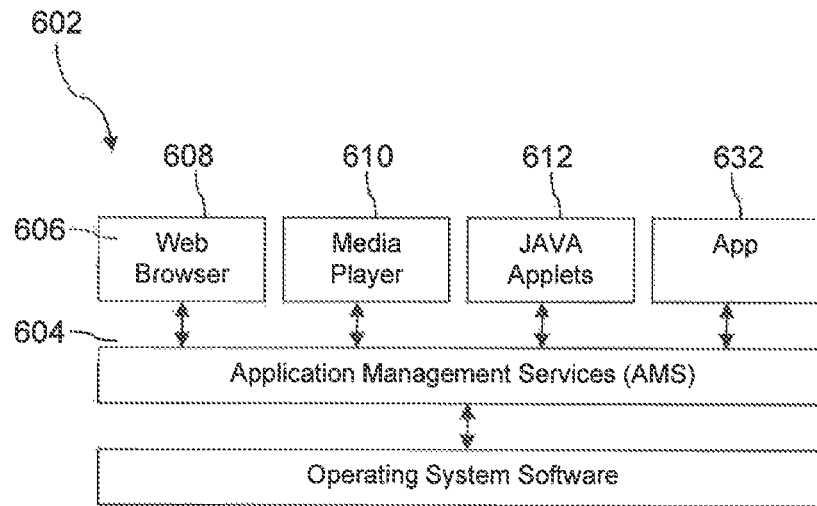 602
608
610
612
632
606
Web
Browser
Media
Player
JAVA
Applets
App
604
Application Management Services (AMS)
Operating System Software